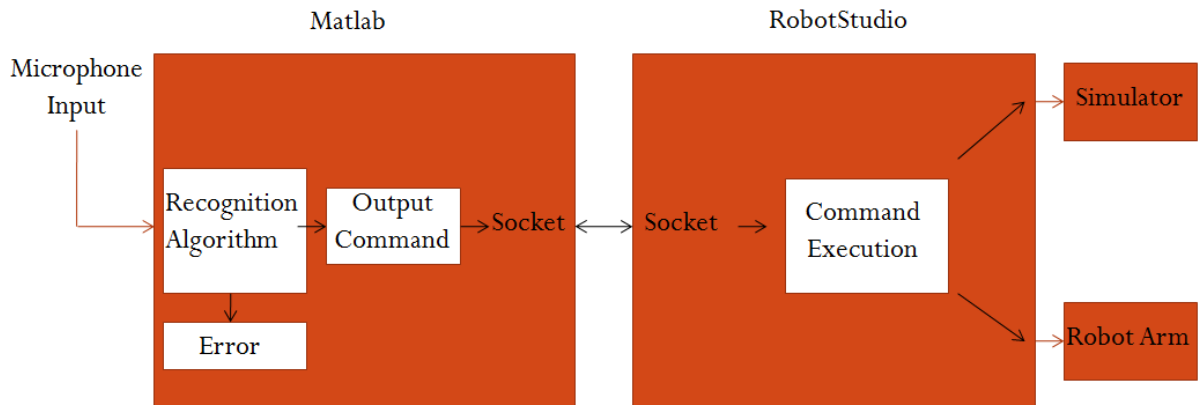 Matlab
RobotStudio
Microphone
Input
Recognition
Algorithm
Output
Command
Socket
Error
Socket
Command
Execution
Simulator
Robot Arm